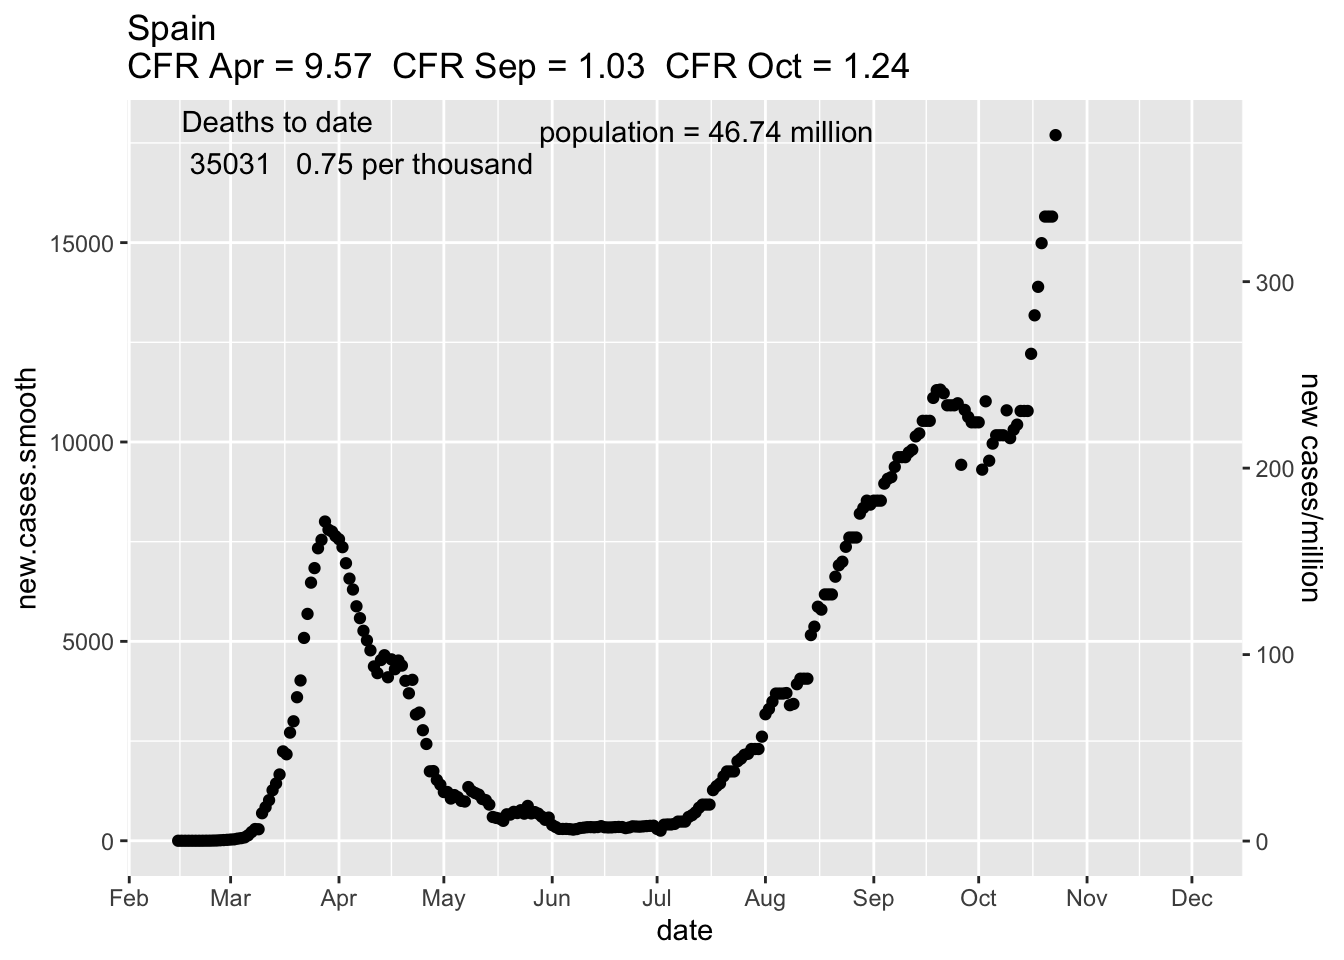 Spain
CFR Apr = 9.57  CFR Sep = 1.03  CFR Oct = 1.24
Deaths to date
population = 46.74 million
35031   0.75 per thousand
new.cases.smooth
15000
10000
5000
0
300
200
100
0
new cases/million
Feb Mar Apr May Jun Jul Aug Sep Oct Nov Dec
date